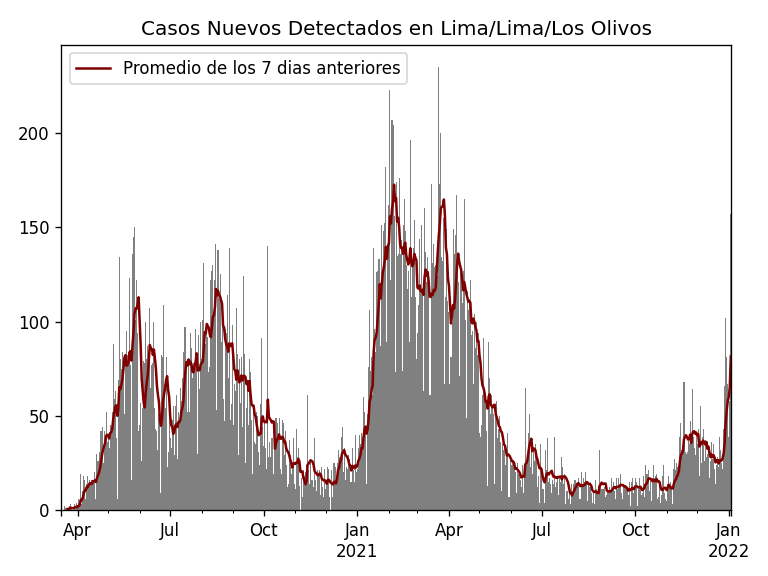 Casos Nuevos Detectados en Lima/Lima/Los Olivos
Promedio de los 7 dias anteriores
200
150
100
50
0
Apr Jul Oct Jan Apr Jul Oct Jan
2021 2022